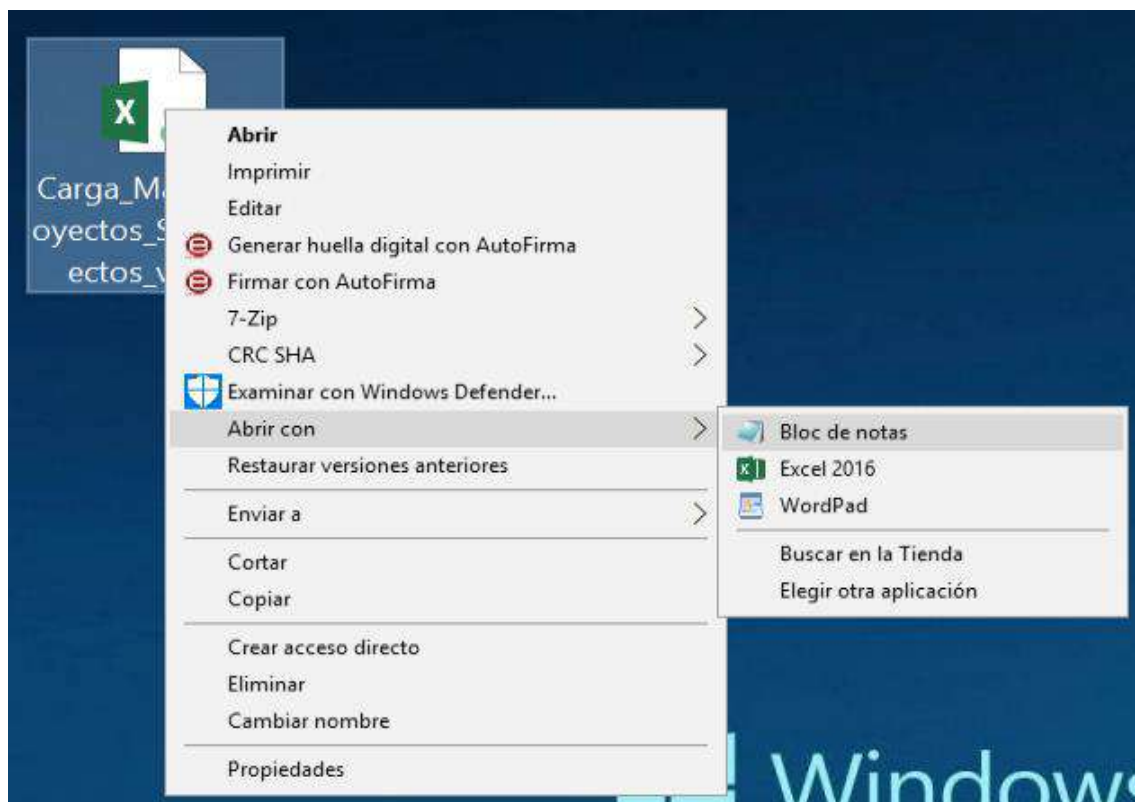 Carga_Ma
oyectos_S
ectos_v
Abrir
Imprimir
Editar
Generar huella digital con AutoFirma
Firmar con AutoFirma
7-Zip
CRC SHA
Examinar con Windows Defender...
Abrir con
Restaurar versiones anteriores
Enviar a
Cortar
Copiar
Crear acceso directo
Eliminar
Cambiar nombre
Propiedades
Bloc de notas
Excel 2016
WordPad
Buscar en la Tienda
Elegir otra aplicación
Windows